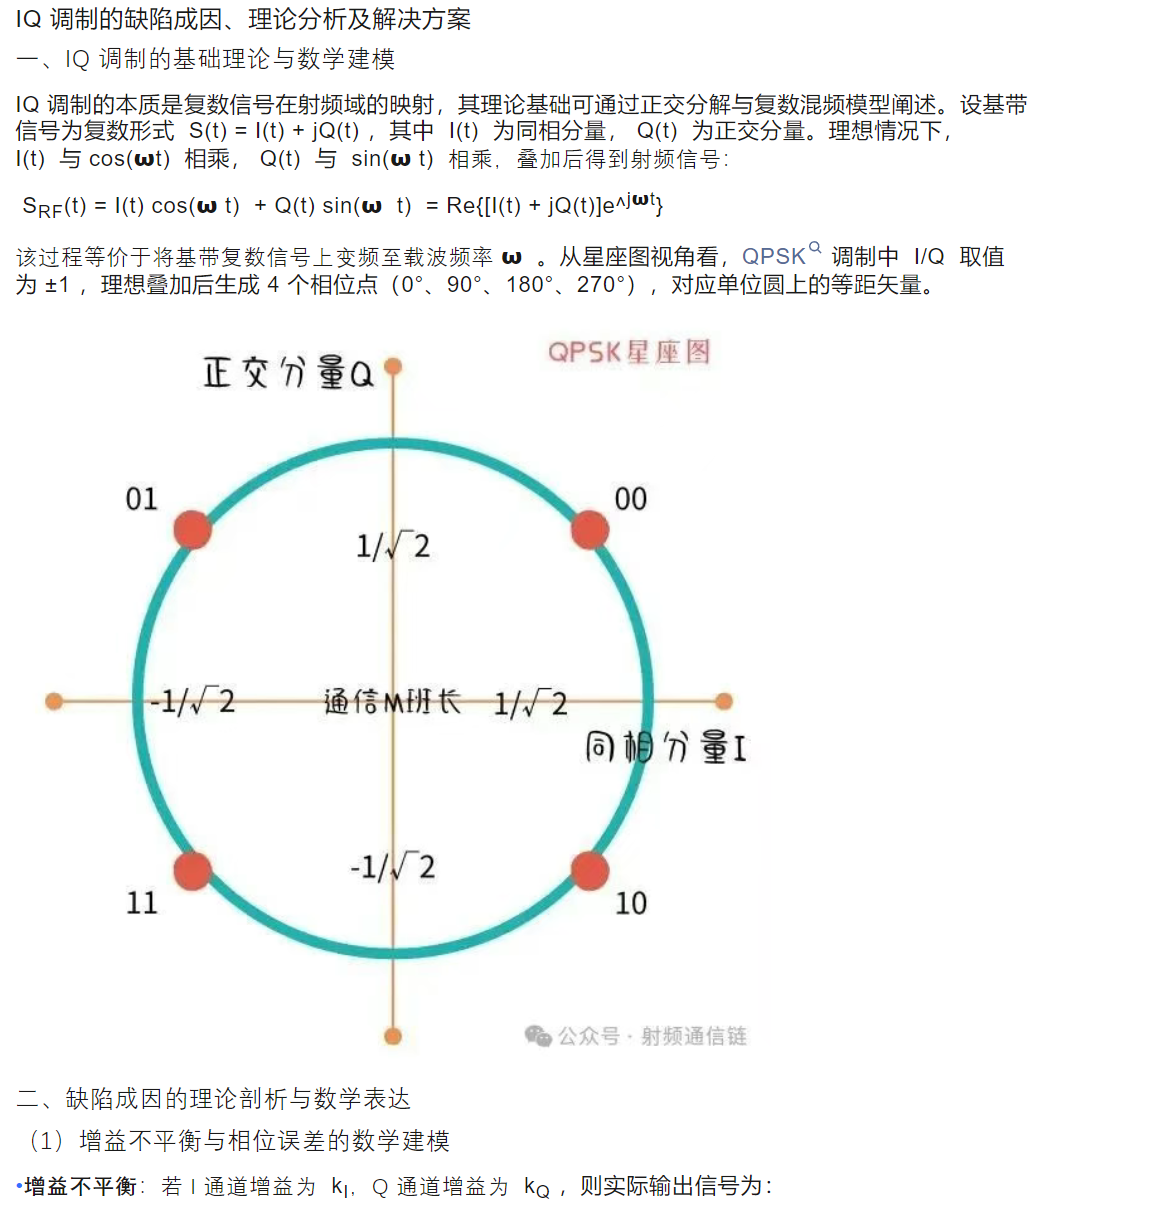 IQ 调制的缺陷成因、理论分析及解决方案
一、IQ 调制的基础理论与数学建模
IQ 调制的本质是复数信号在射频域的映射，其理论基础可通过正交分解与复数混频模型阐述。设基带
信号为复数形式 S(t) = I(t) + jQ(t) ，其中 I(t) 为同相分量， Q(t) 为正交分量。理想情况下，
I(t) 与 cos(ωt) 相乘， Q(t) 与 sin(ω t) 相乘，叠加后得到射频信号：
S_RF(t) = I(t) cos(ω t) + Q(t) sin(ω t) = Re{[I(t) + jQ(t)]e^jωt}
该过程等价于将基带复数信号上变频至载波频率 ω 。从星座图视角看，QPSK 调制中 I/Q 取值
为 ±1 ，理想叠加后生成 4 个相位点（0°、90°、180°、270°），对应单位圆上的等距矢量。
QPSK星座图
正交分量Q
01
00
1/√2
-1/√2
通信M班长
1/√2
同相分量I
-1/√2
11
10
公众号 · 射频通信链
二、缺陷成因的理论剖析与数学表达
（1）增益不平衡与相位误差的数学建模
•增益不平衡：若 I 通道增益为 k_I，Q 通道增益为 k_Q ，则实际输出信号为：